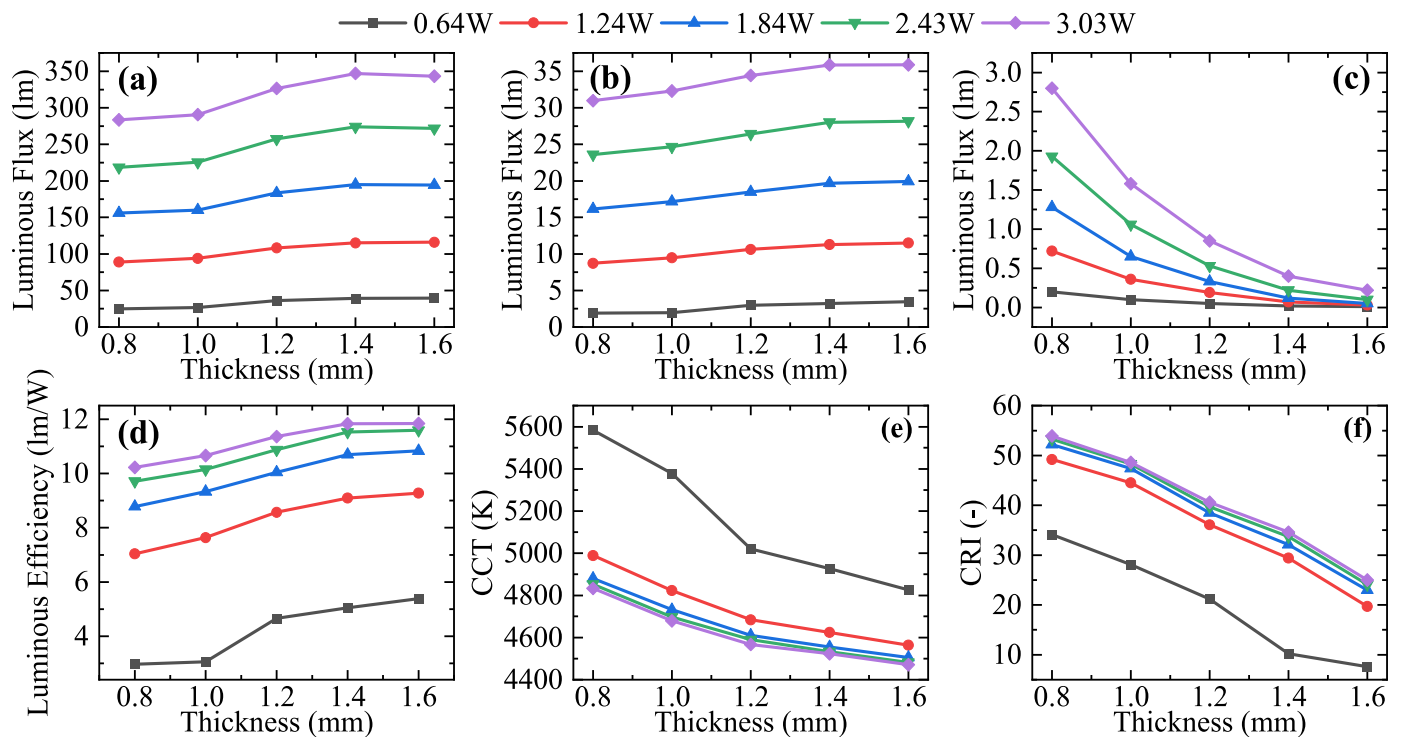 0.64W 1.24W 1.84W 2.43W 3.03W
(a)
Luminous Flux (lm)
350
300
250
200
150
100
50
0
0.8 1.0 1.2 1.4 1.6
Thickness (mm)
(b)
Luminous Flux (lm)
35
30
25
20
15
10
5
0
0.8 1.0 1.2 1.4 1.6
Thickness (mm)
(c)
Luminous Flux (lm)
3.0
2.5
2.0
1.5
1.0
0.5
0.0
0.8 1.0 1.2 1.4 1.6
Thickness (mm)
(d)
Luminous Efficiency (lm/W)
12
10
8
6
4
0.8 1.0 1.2 1.4 1.6
Thickness (mm)
(e)
CCT (K)
5600
5400
5200
5000
4800
4600
4400
0.8 1.0 1.2 1.4 1.6
Thickness (mm)
(f)
CRI (-)
60
50
40
30
20
10
0.8 1.0 1.2 1.4 1.6
Thickness (mm)